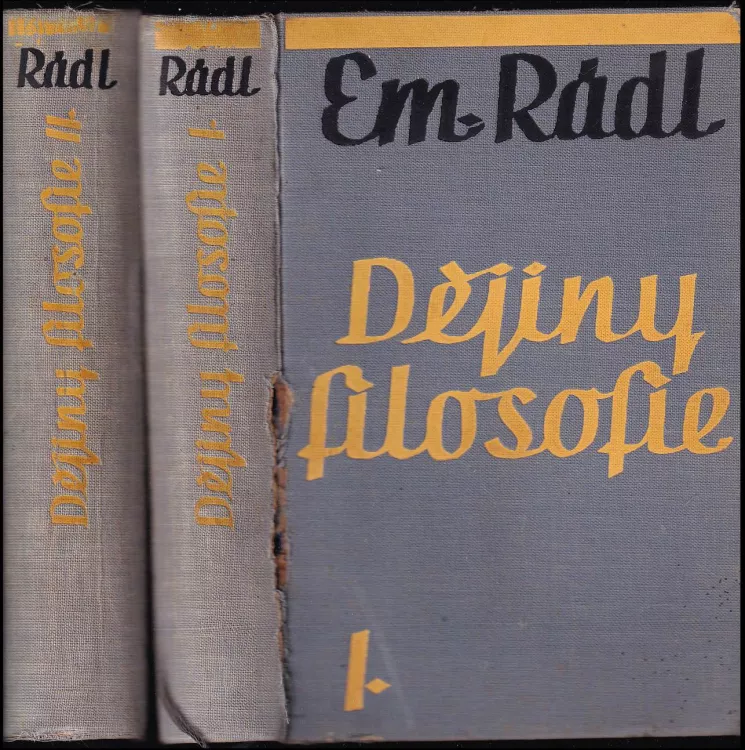 Rádl
Dějiny filosofie II.
Rádl
Dějiny filosofie I.
Em. Rádl
Dějiny
filosofie
I.